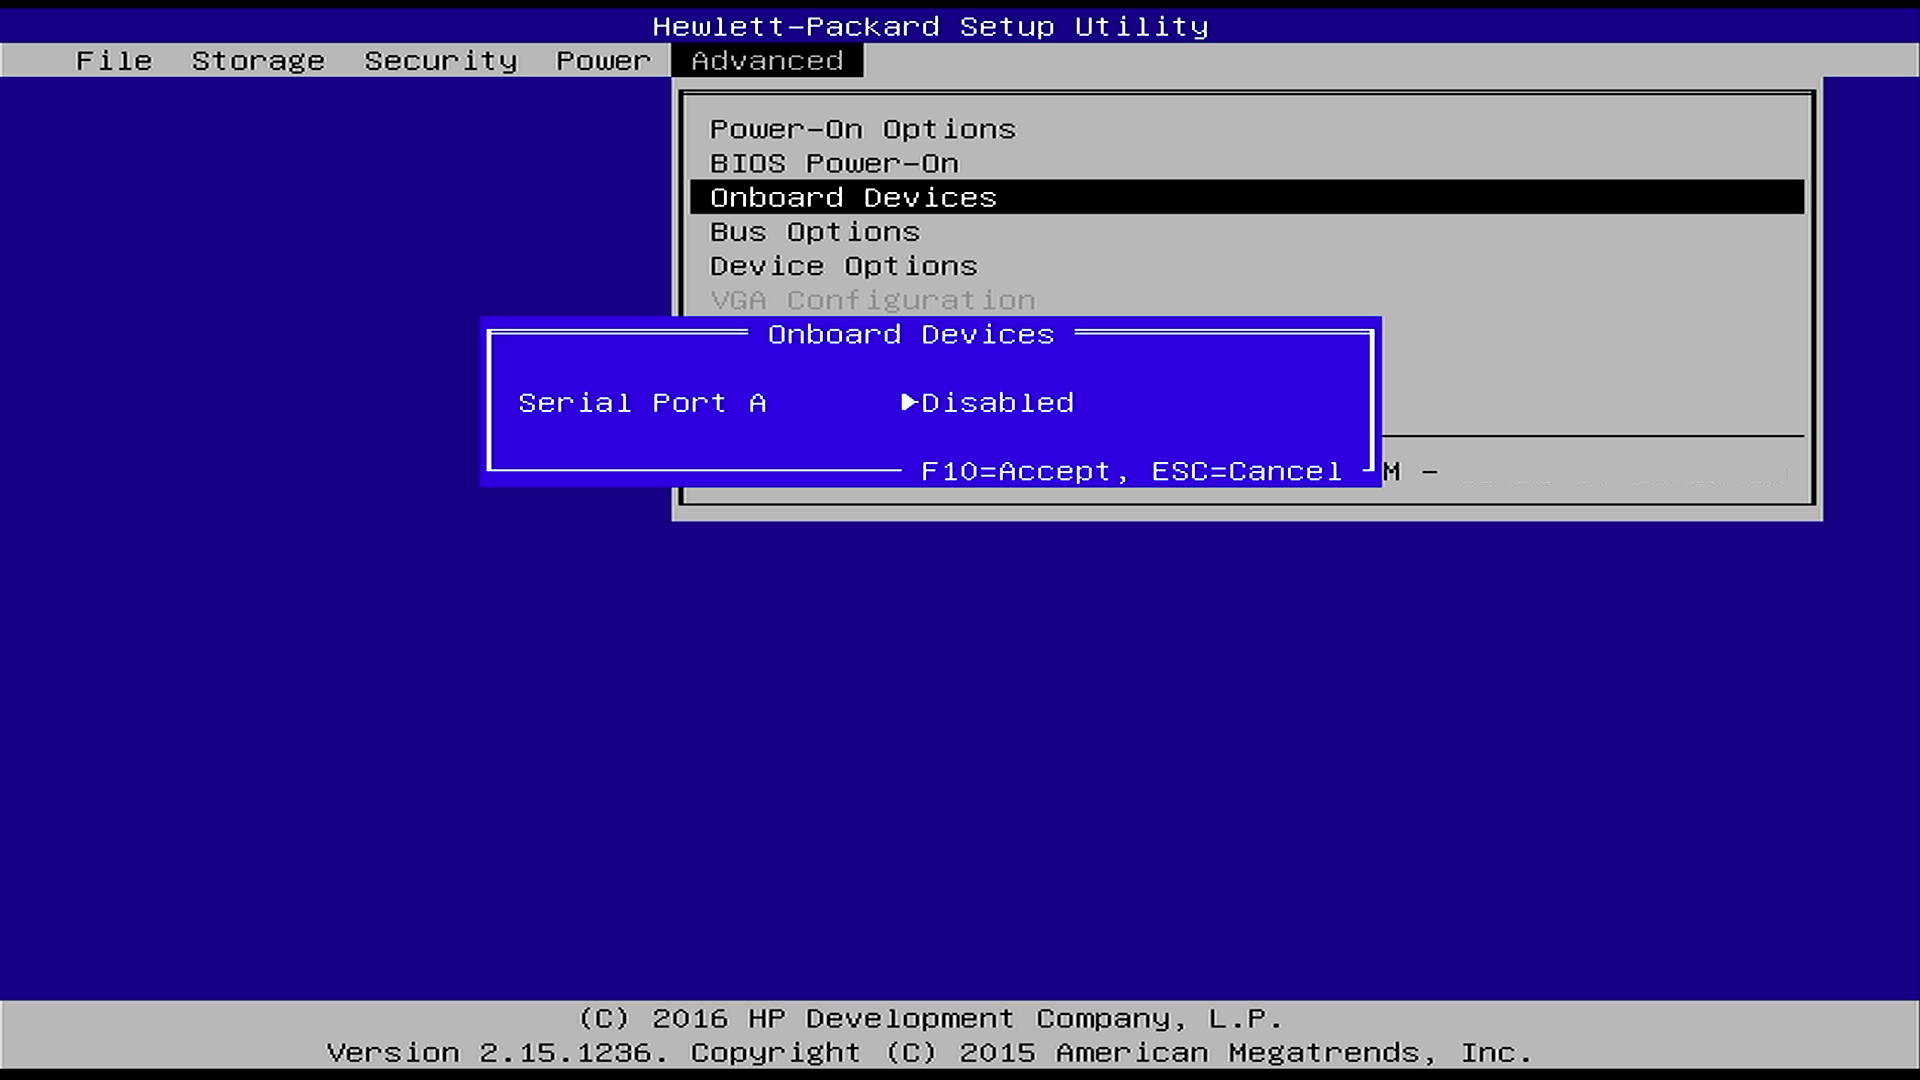 Hewlett-Packard Setup Utility
File Storage Security Power Advanced
Power-On Options
BIOS Power-On
Onboard Devices
Bus Options
Device Options
VGA Configuration
Onboard Devices
Serial Port A ▶Disabled
F10=Accept, ESC=Cancel
M -
(C) 2016 HP Development Company, L.P.
Version 2.15.1236. Copyright (C) 2015 American Megatrends, Inc.